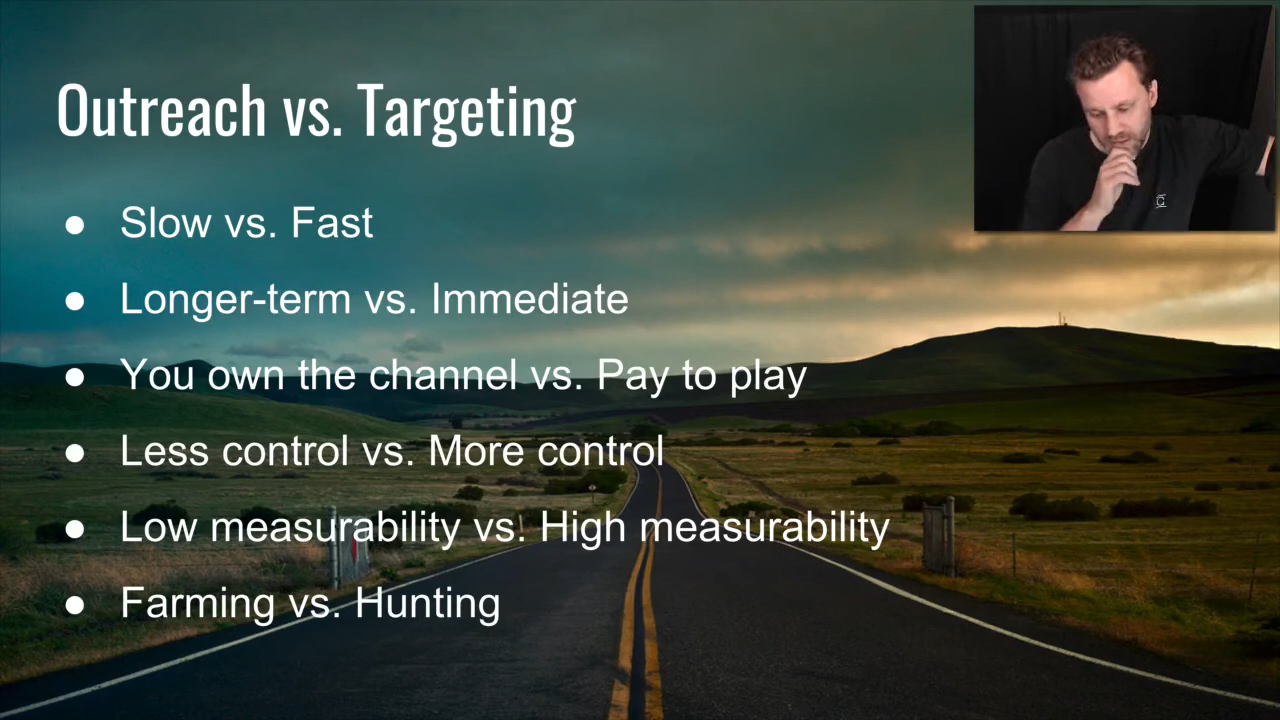 Outreach vs. Targeting
● Slow vs. Fast
● Longer-term vs. Immediate
● You own the channel vs. Pay to play
● Less control vs. More control
● Low measurability vs. High measurability
● Farming vs. Hunting